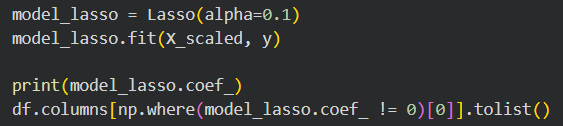 model_lasso = Lasso(alpha=0.1)
model_lasso.fit(X_scaled, y)
print(model_lasso.coef_)
df.columns[np.where(model_lasso.coef_ != 0)[0]].tolist()